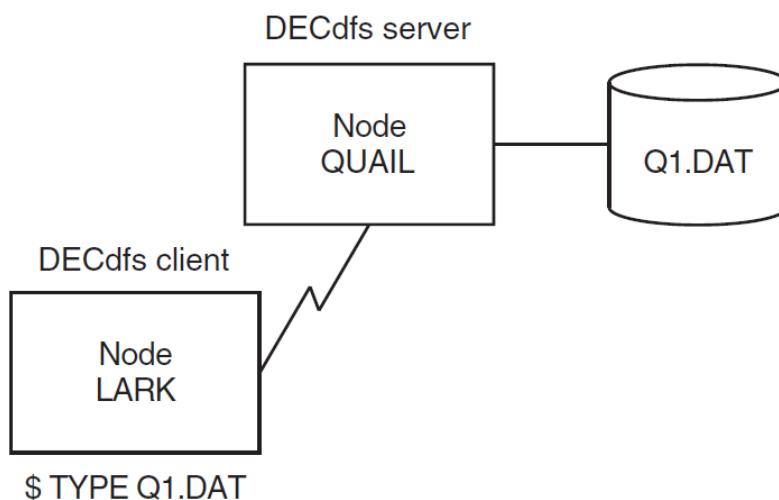 DECdfs server
Node
QUAIL
Q1.DAT
DECdfs client
Node
LARK
$ TYPE Q1.DAT